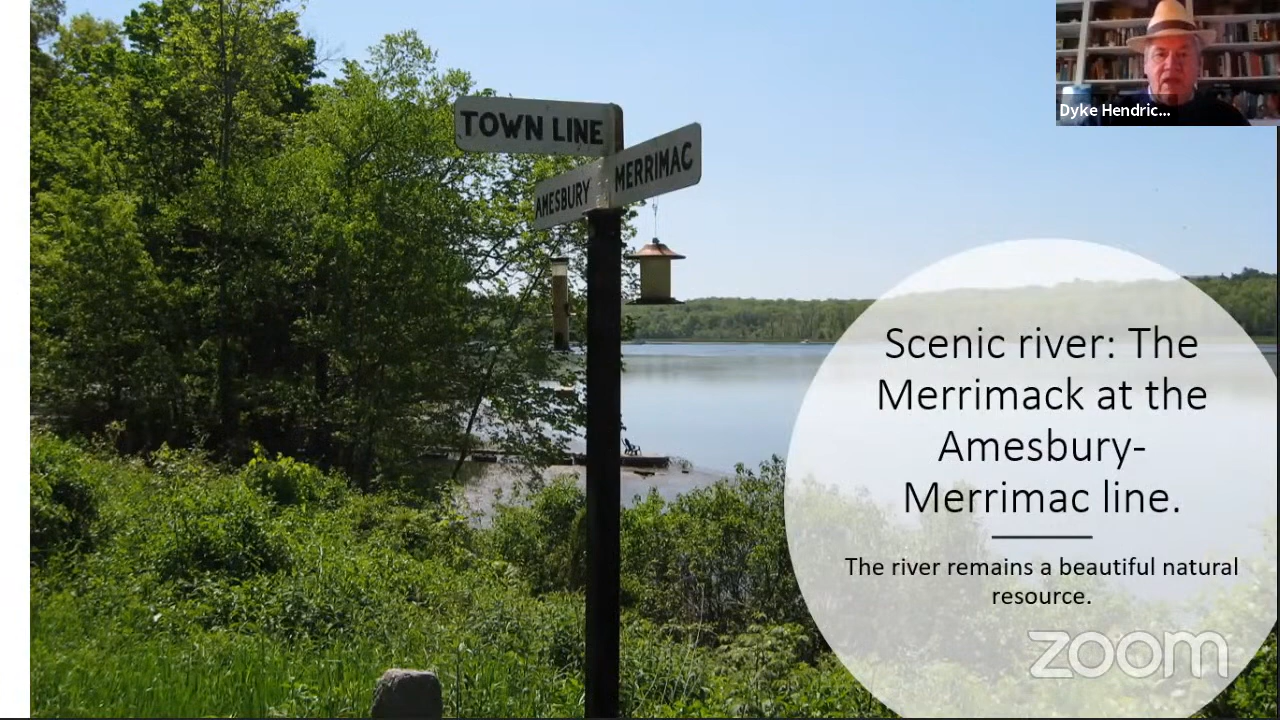 TOWN LINE
AMESBURY
MERRIMAC
Dyke Hendric...
Scenic river: The
Merrimack at the
Amesbury-
Merrimac line.
The river remains a beautiful natural
resource.
zoom